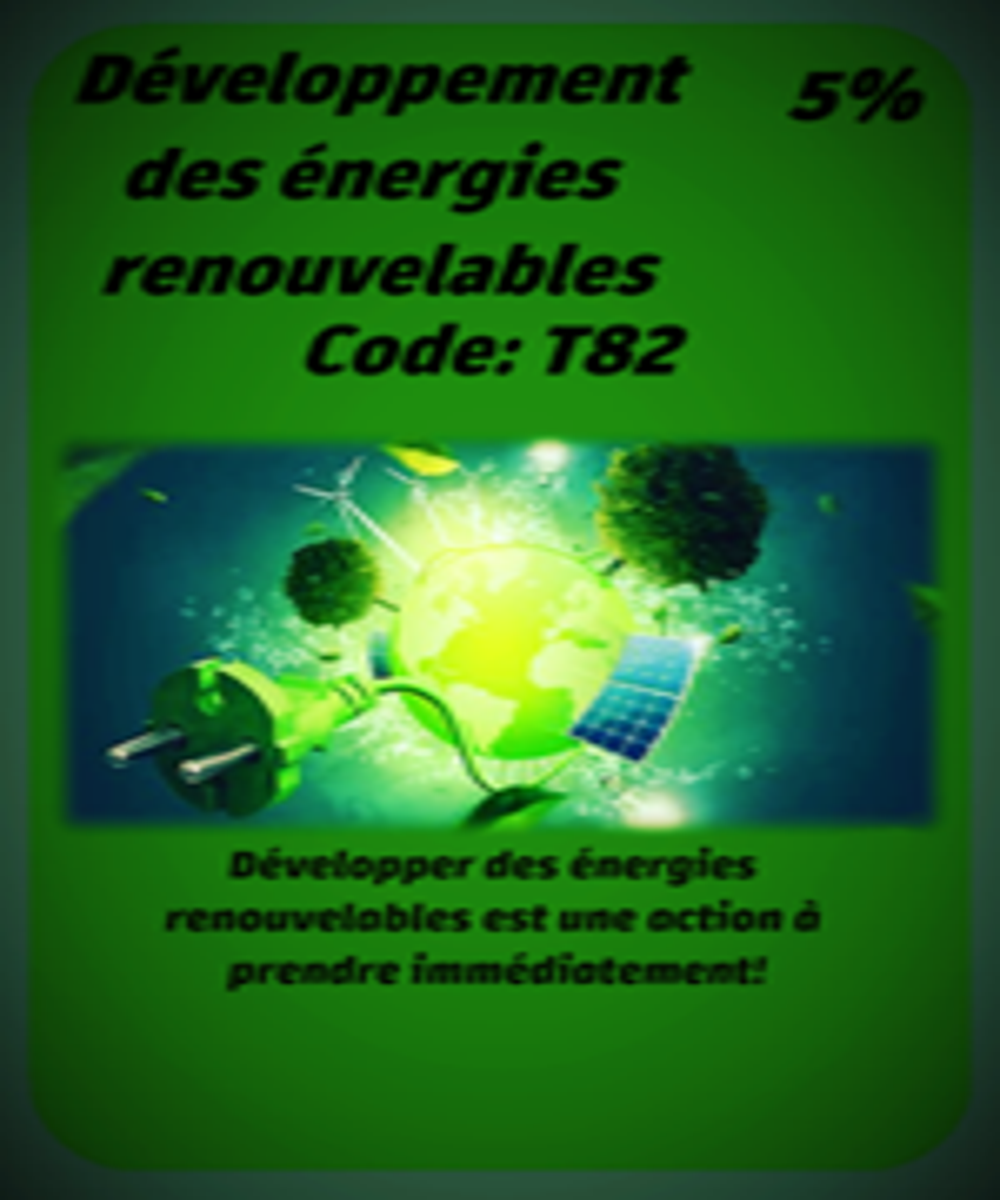 Développement
5%
des énergies
renouvelables
Code: T82
Développer des énergies
renouvelables est une action à
prendre immédiatement!